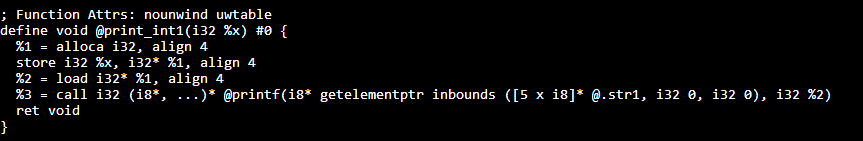 ; Function Attrs: nounwind uwtable
define void @print_int1(i32 %x) #0 {
  %1 = alloca i32, align 4
  store i32 %x, i32* %1, align 4
  %2 = load i32* %1, align 4
  %3 = call i32 (i8*, ...)* @printf(i8* getelementptr inbounds ([5 x i8]* @.str1, i32 0, i32 0), i32 %2)
  ret void
}